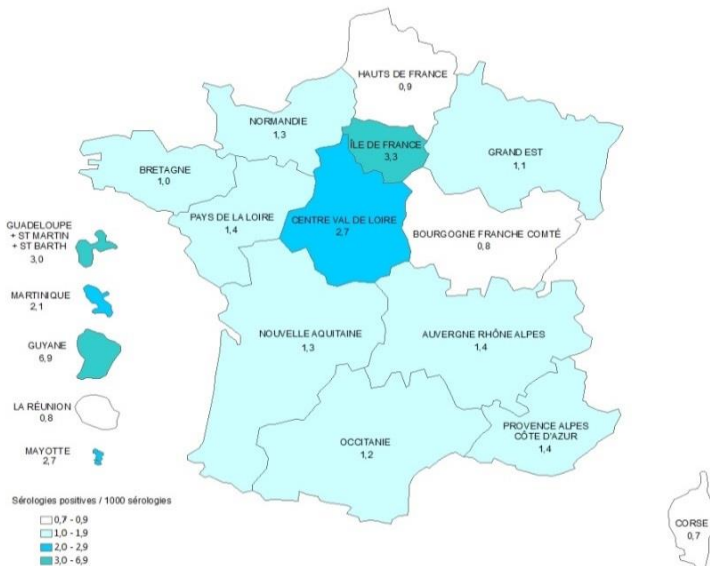 HAUTS DE FRANCE
0,9
NORMANDIE
1,3
ÎLE DE FRANCE
3,3
GRAND EST
1,1
BRETAGNE
1,0
PAYS DE LA LOIRE
1,4
CENTRE VAL DE LOIRE
2,7
BOURGOGNE FRANCHE COMTÉ
0,8
GUADELOUPE
+ ST MARTIN
+ ST BARTH
3,0
MARTINIQUE
2,1
GUYANE
6,9
LA RÉUNION
0,8
MAYOTTE
2,7
NOUVELLE AQUITAINE
1,3
AUVERGNE RHÔNE ALPES
1,4
OCCITANIE
1,2
PROVENCE ALPES
CÔTE D'AZUR
1,4
CORSE
0,7
Sérologies positives / 1000 sérologies
0,7 - 0,9
1,0 - 1,9
2,0 - 2,9
3,0 - 6,9